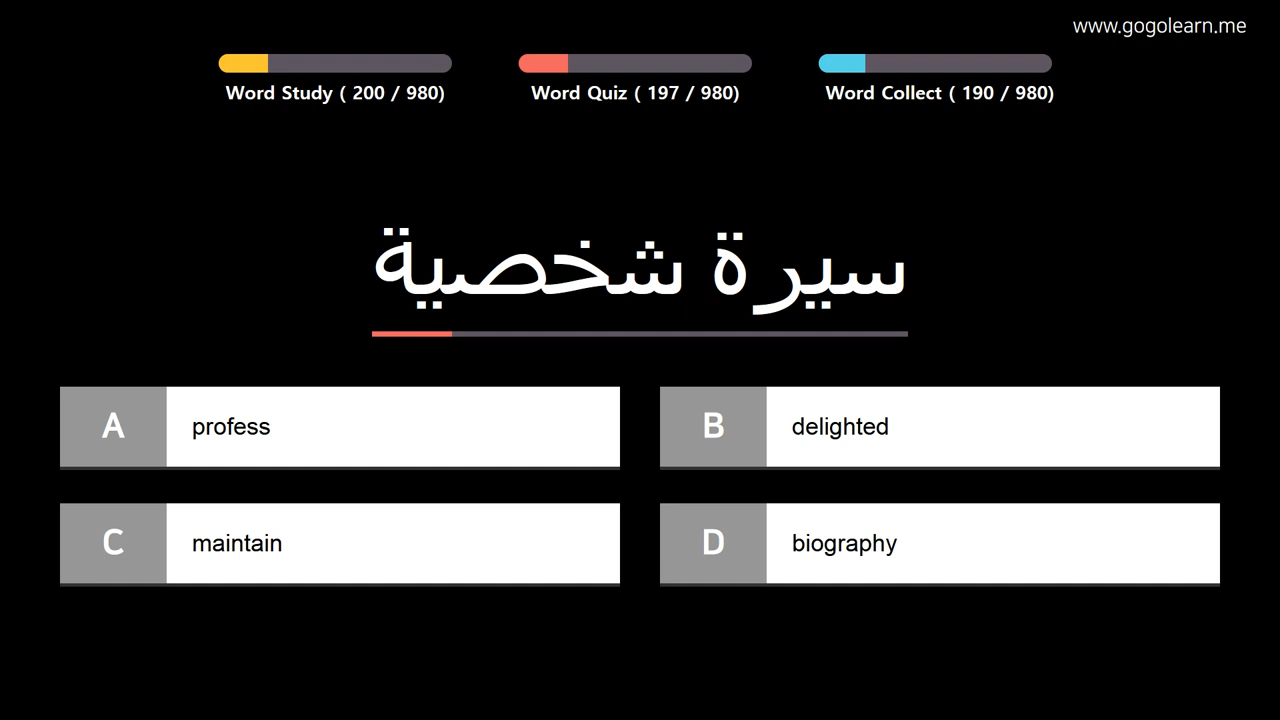 www.gogolearn.me
Word Study ( 200 / 980)
Word Quiz ( 197 / 980)
Word Collect ( 190 / 980)
سيرة شخصية
A profess
B delighted
C maintain
D biography